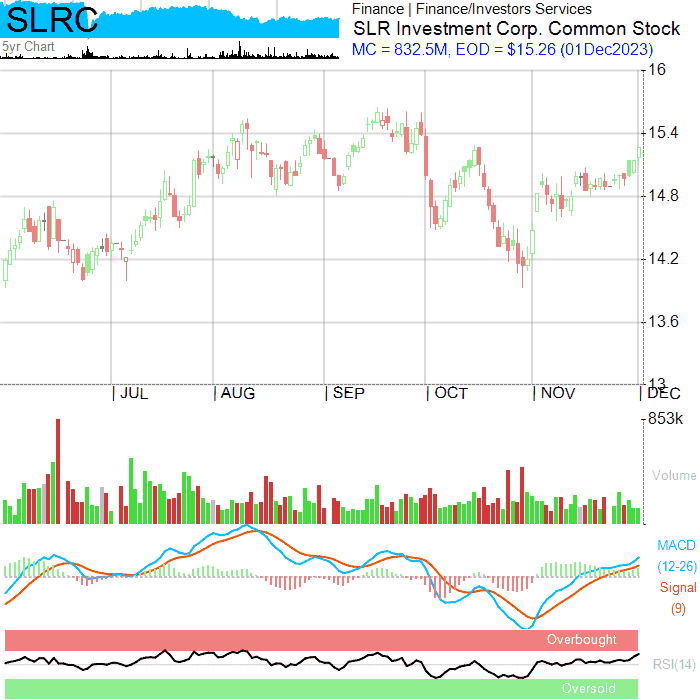 SLRC
5yr Chart
Finance | Finance/Investors Services
SLR Investment Corp. Common Stock
MC = 832.5M, EOD = $15.26 (01Dec2023)
16
15.4
14.8
14.2
13.6
13
| JUL | AUG | SEP | OCT | NOV | DEC
853k
Volume
MACD
(12-26)
Signal
(9)
Overbought
RSI(14)
Oversold